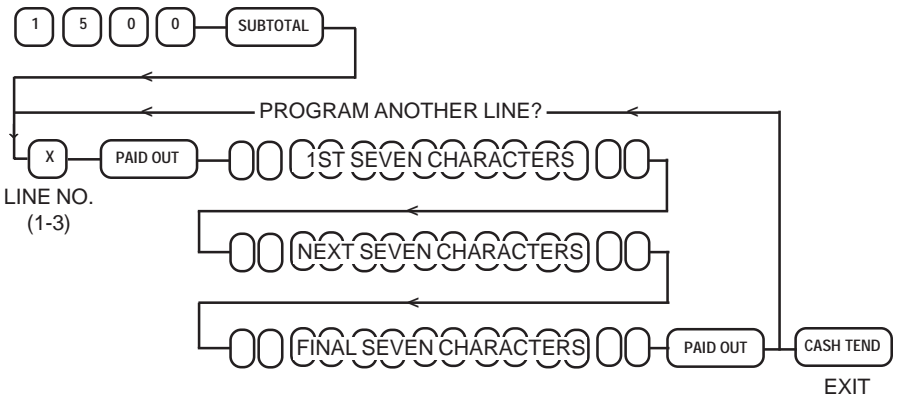 1 5 0 0 SUBTOTAL
PROGRAM ANOTHER LINE?
X PAID OUT 1ST SEVEN CHARACTERS
LINE NO.
(1-3)
NEXT SEVEN CHARACTERS
FINAL SEVEN CHARACTERS PAID OUT CASH TEND
EXIT